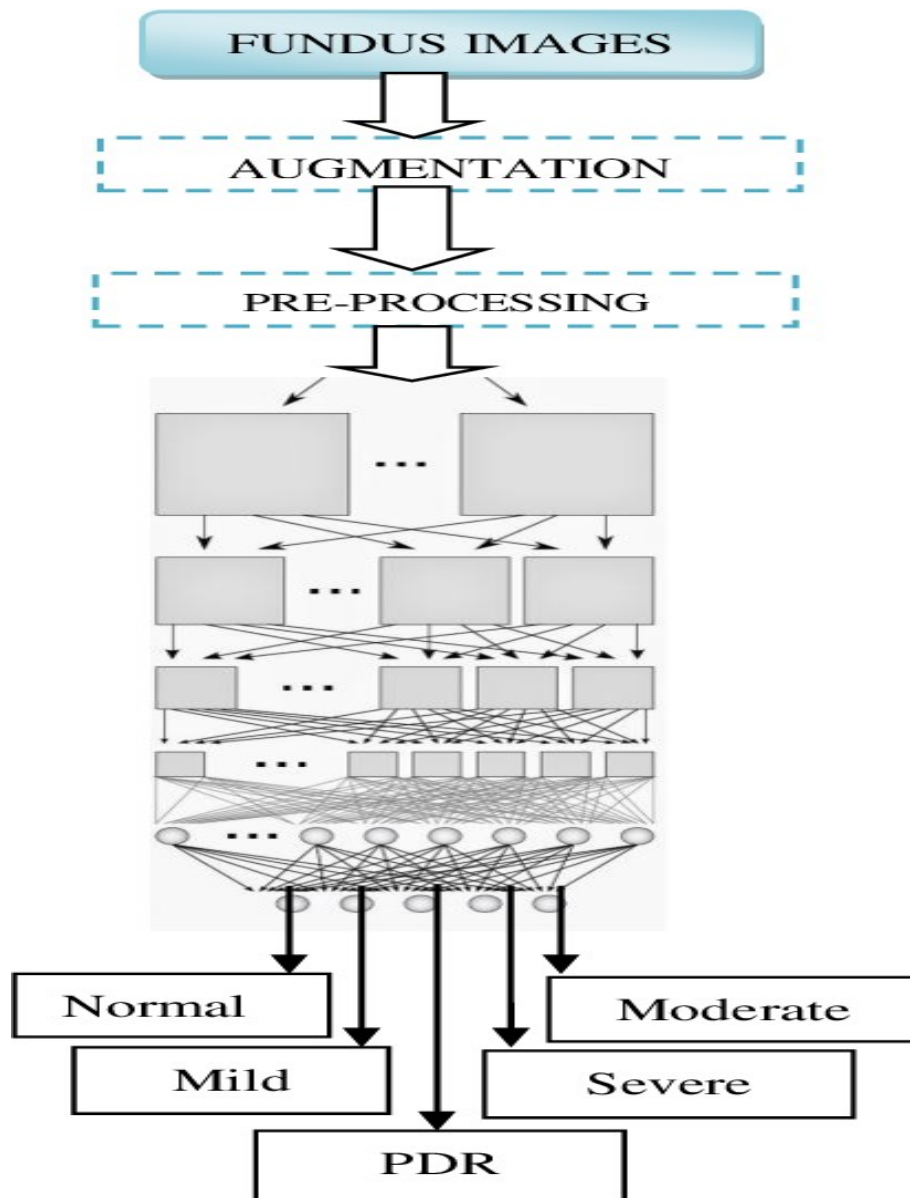 FUNDUS IMAGES
AUGMENTATION
PRE-PROCESSING
Normal
Moderate
Mild
Severe
PDR